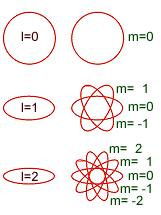 l=0
m=0
m= 1
l=1
m=0
m= -1
m= 2
m= 1
l=2
m=0
m= -1
m= -2